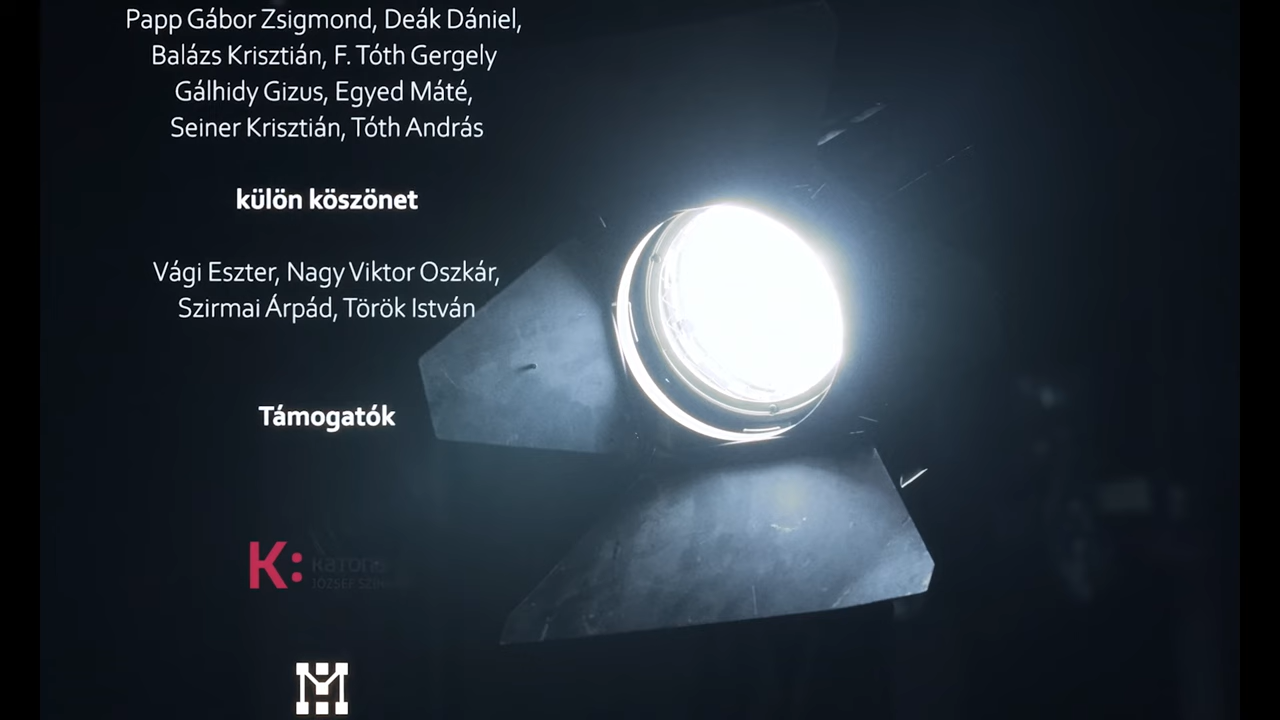 Papp Gábor Zsigmond, Deák Dániel,
Balázs Krisztián, F. Tóth Gergely
Gálhidy Gizus, Egyed Máté,
Seiner Krisztián, Tóth András
külön köszönet
Vági Eszter, Nagy Viktor Oszkár,
Szirmai Árpád, Török István
Támogatók
K:
JÓZSEF